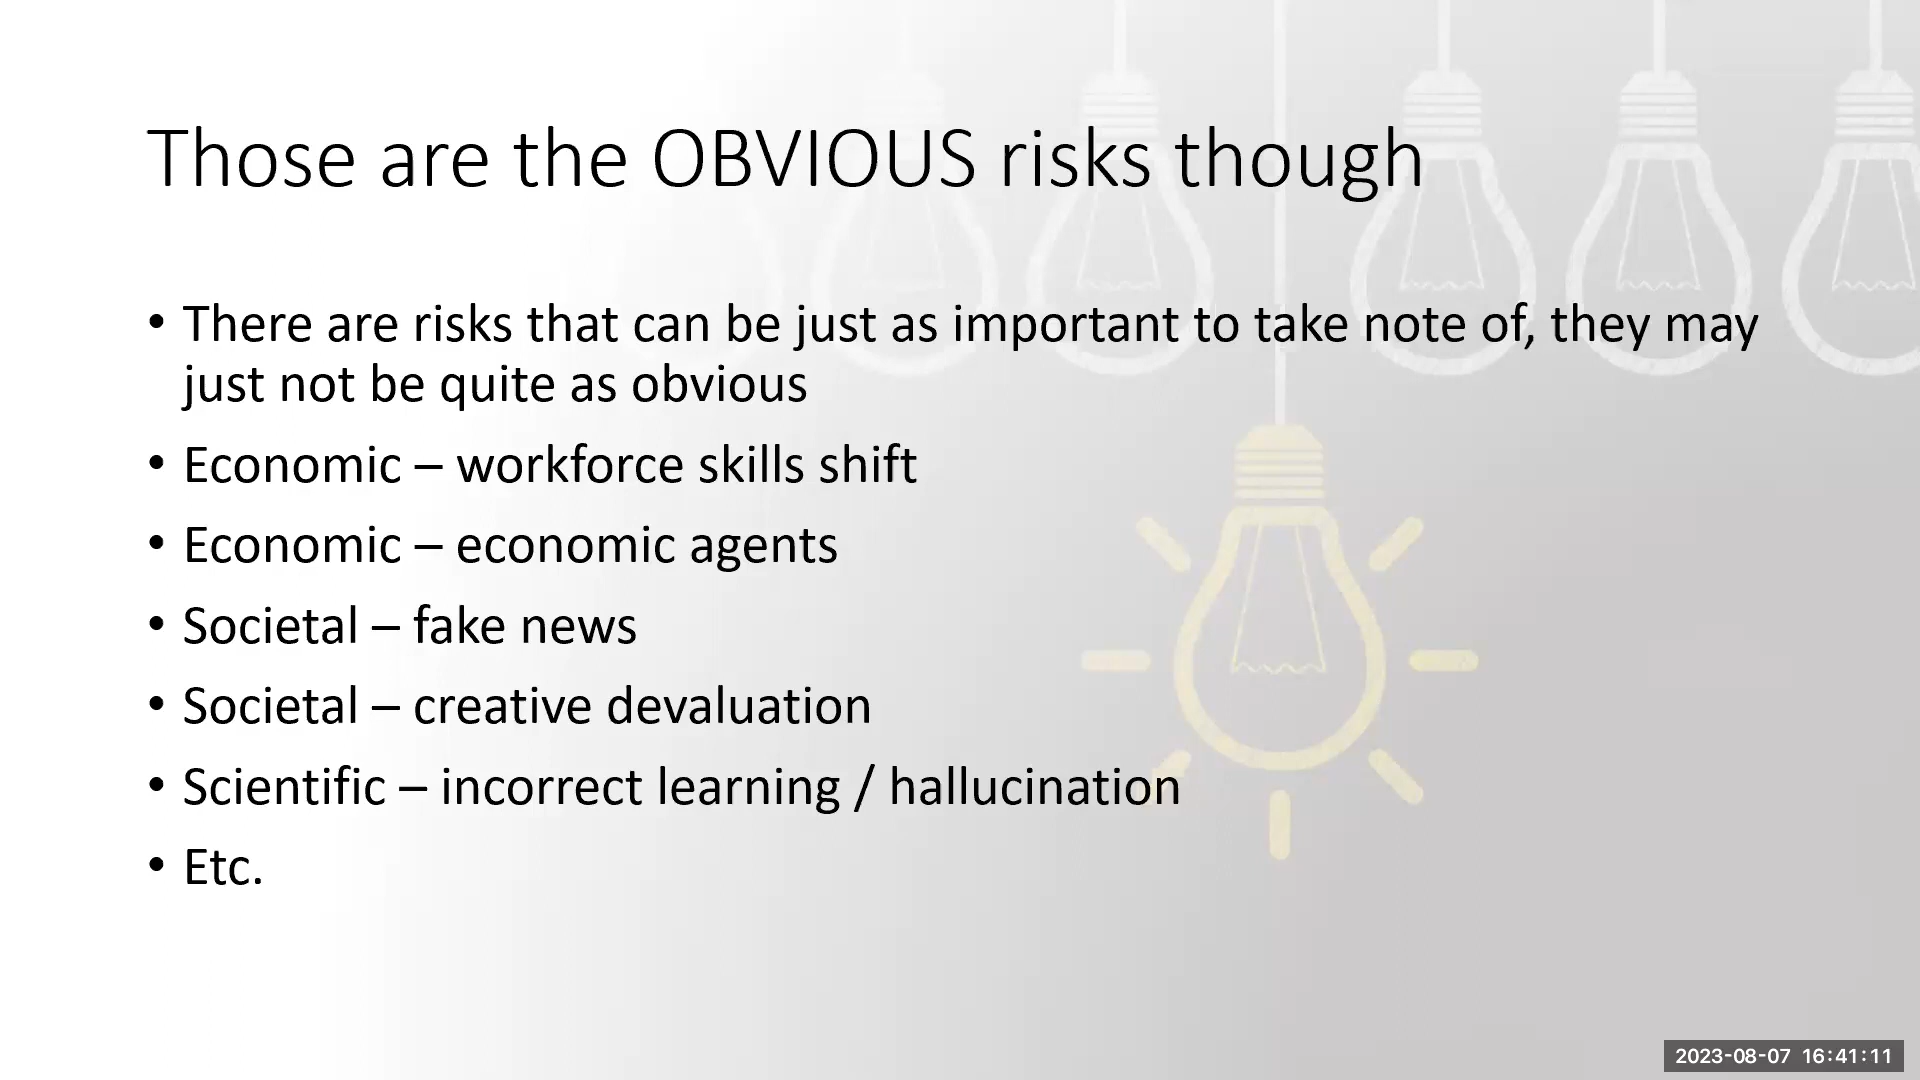 Those are the OBVIOUS risks though
• There are risks that can be just as important to take note of, they may
just not be quite as obvious
• Economic – workforce skills shift
• Economic – economic agents
• Societal – fake news
• Societal – creative devaluation
• Scientific – incorrect learning / hallucination
• Etc.
2023-08-07 16:41:11